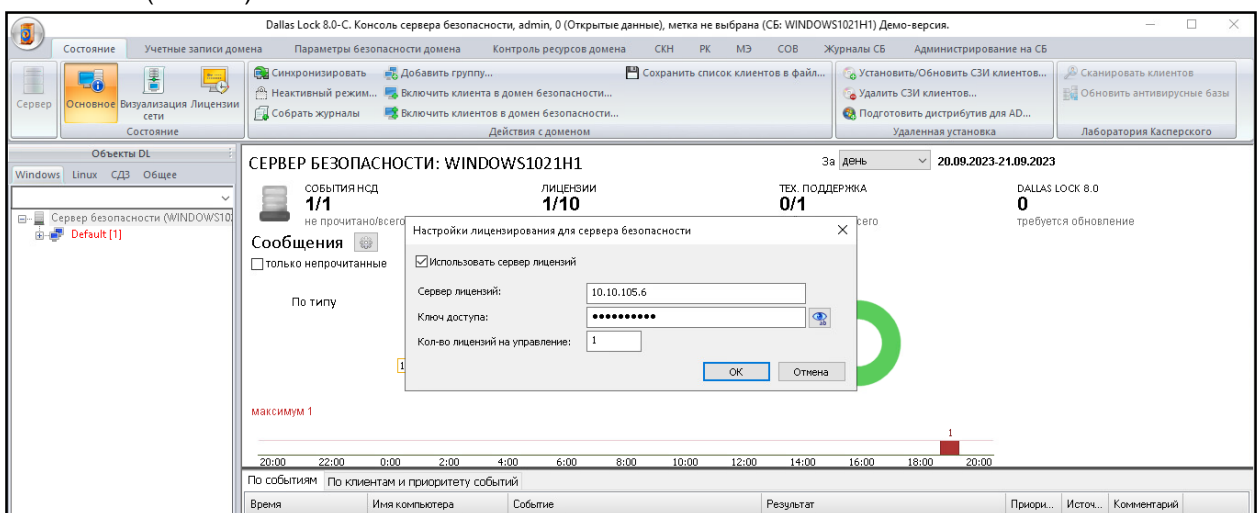 Dallas Lock 8.0-C. Консоль сервера безопасности, admin, 0 (Открытые данные), метка не выбрана (СБ: WINDOWS1021H1) Демо-версия.
Состояние Учетные записи домена Параметры безопасности домена Контроль ресурсов домена СКН РК МЭ СОВ Журналы СБ Администрирование на СБ
Сервер
Основное
Визуализация сети
Лицензии
Состояние
Синхронизировать
Неактивный режим...
Собрать журналы
Добавить группу...
Включить клиента в домен безопасности...
Включить клиентов в домен безопасности...
Сохранить список клиентов в файл...
Действия с доменом
Установить/Обновить СЗИ клиентов...
Удалить СЗИ клиентов...
Подготовить дистрибутив для AD...
Удаленная установка
Сканировать клиентов
Обновить антивирусные базы
Лаборатория Касперского
Объекты DL
Windows Linux СДЗ Общее
Сервер безопасности (WINDOWS10
Default [1]
СЕРВЕР БЕЗОПАСНОСТИ: WINDOWS1021H1
За день 20.09.2023-21.09.2023
СОБЫТИЯ НСД
1/1
не прочитано/всего
ЛИЦЕНЗИИ
1/10
ТЕХ. ПОДДЕРЖКА
0/1
сего
DALLAS LOCK 8.0
0
требуется обновление
Сообщения
только непрочитанные
По типу
1
Настройки лицензирования для сервера безопасности
Использовать сервер лицензий
Сервер лицензий: 10.10.105.6
Ключ доступа: ●●●●●●●●●●
Кол-во лицензий на управление: 1
ОК Отмена
максимум 1
1
20:00 22:00 0:00 2:00 4:00 6:00 8:00 10:00 12:00 14:00 16:00 18:00 20:00
По событиям По клиентам и приоритету событий
Время Имя компьютера Событие Результат Приори... Источ... Комментарий